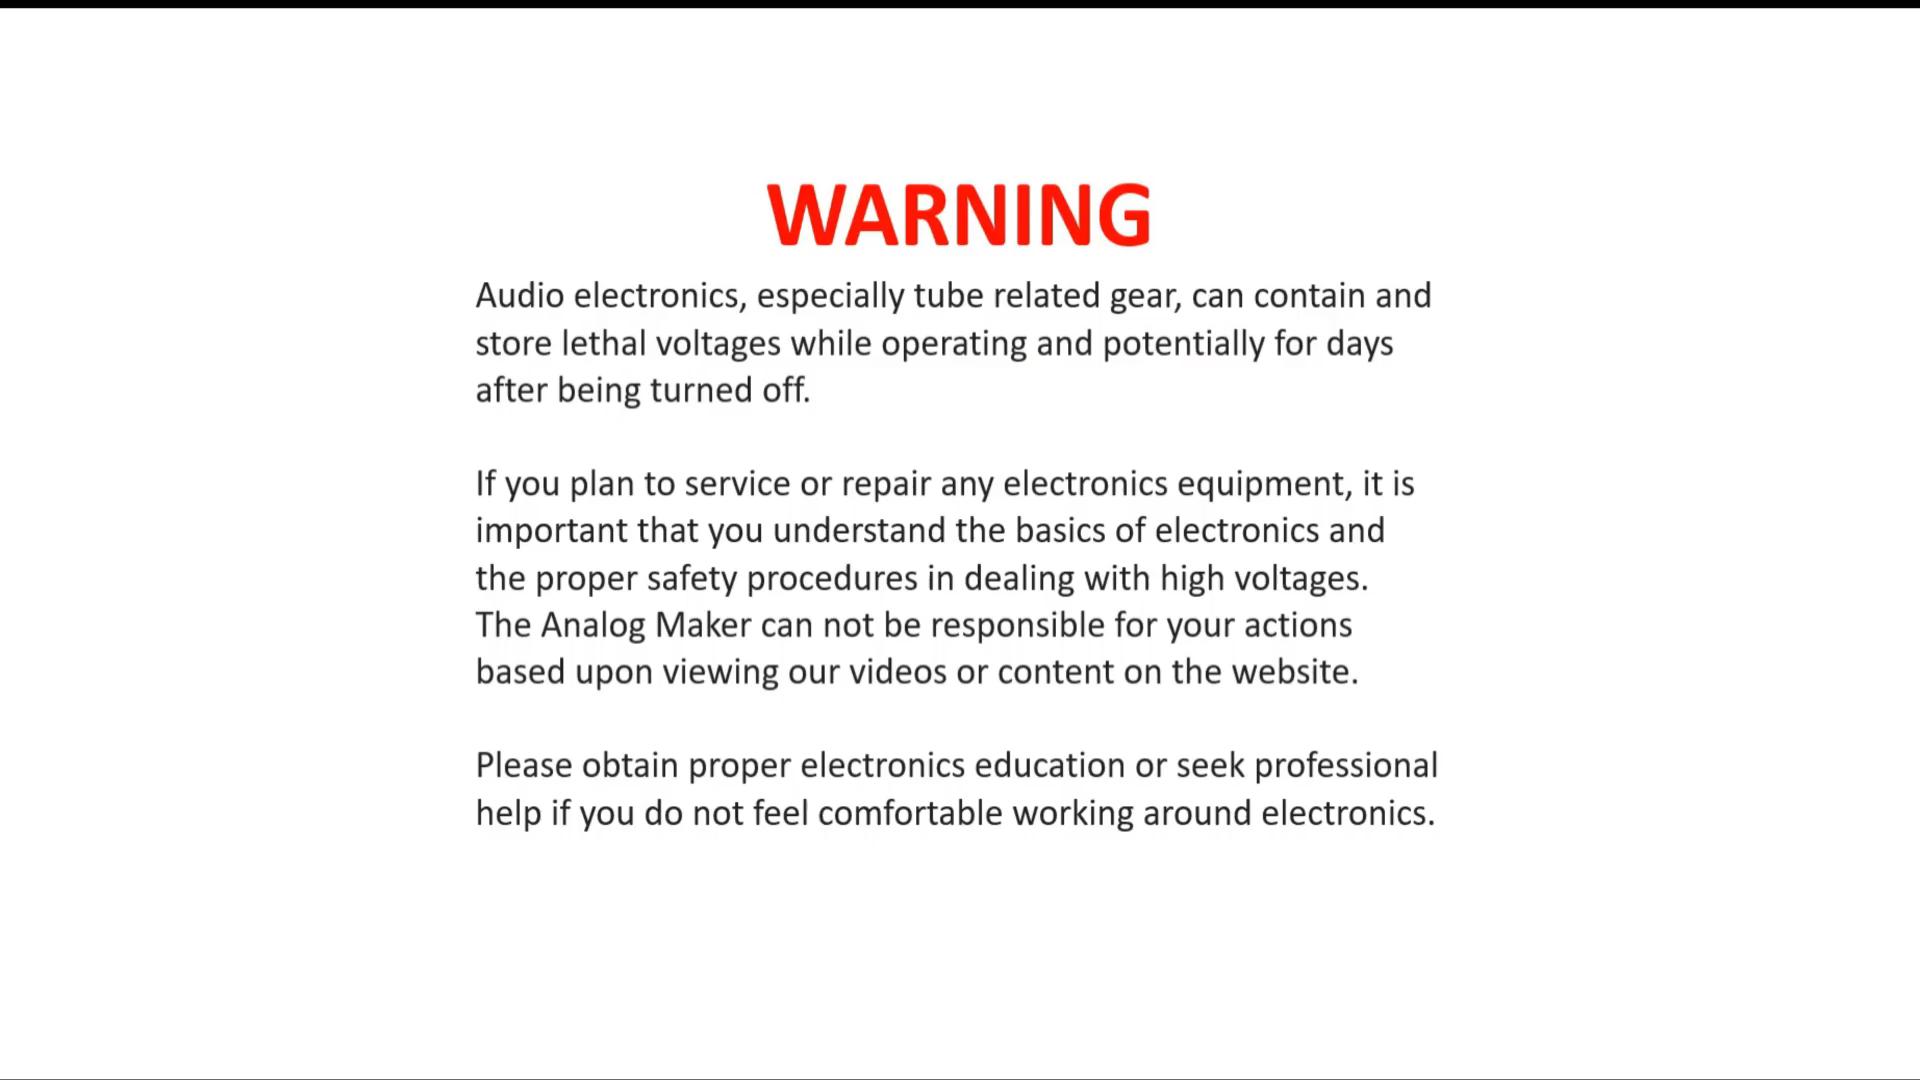 WARNING
Audio electronics, especially tube related gear, can contain and
store lethal voltages while operating and potentially for days
after being turned off.
If you plan to service or repair any electronics equipment, it is
important that you understand the basics of electronics and
the proper safety procedures in dealing with high voltages.
The Analog Maker can not be responsible for your actions
based upon viewing our videos or content on the website.
Please obtain proper electronics education or seek professional
help if you do not feel comfortable working around electronics.